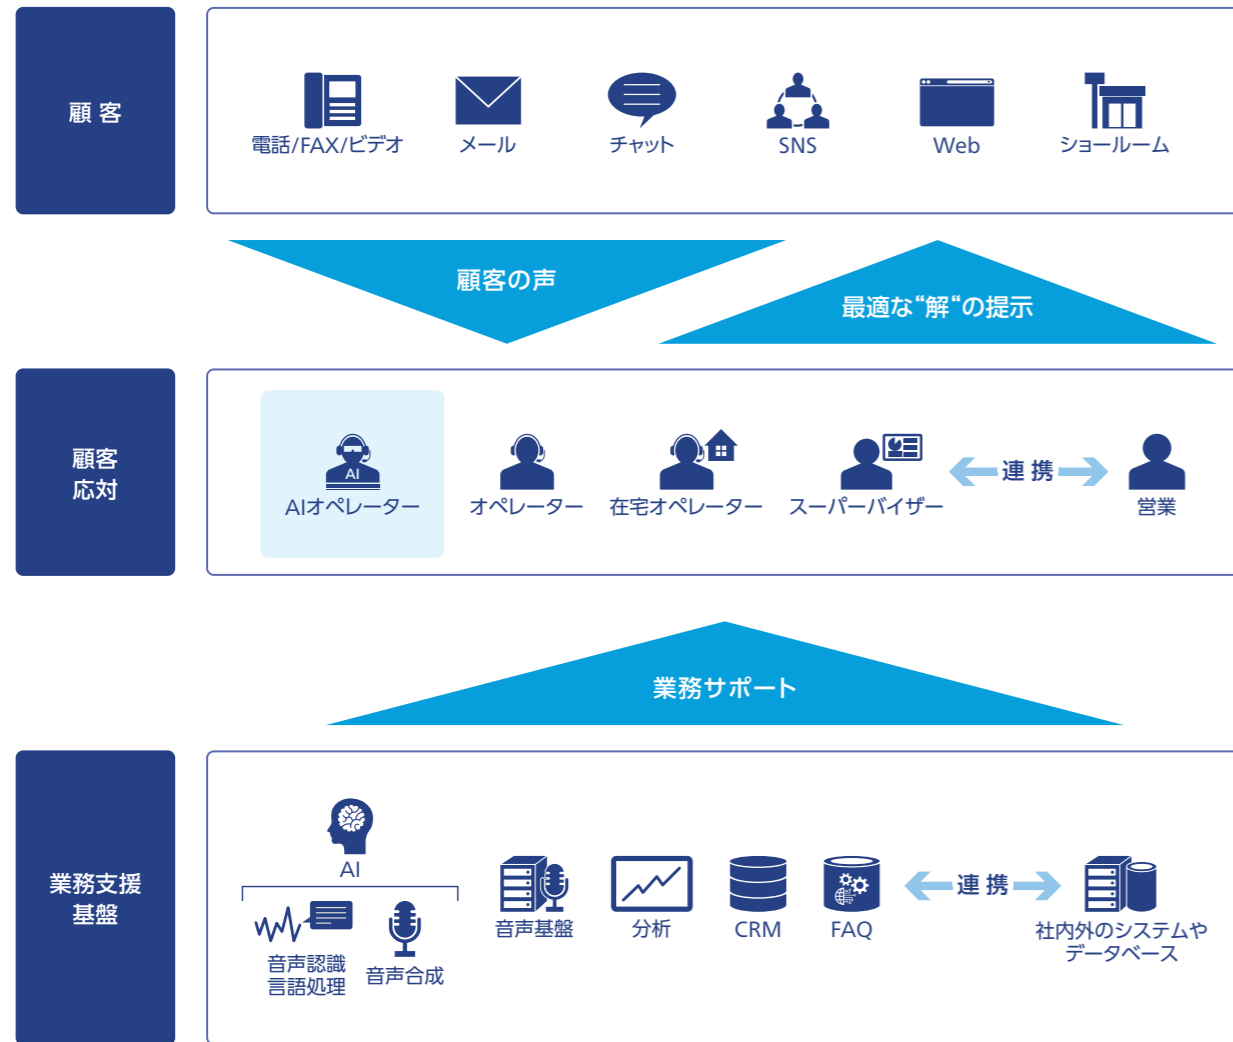 顧客
電話/FAX/ビデオ
メール
チャット
SNS
Web
ショールーム
顧客の声
最適な“解“の提示
顧客
応対
AI
AIオペレーター
オペレーター
在宅オペレーター
スーパーバイザー
連携
営業
業務サポート
業務支援
基盤
AI
音声認識
言語処理
音声合成
音声基盤
分析
CRM
FAQ
連携
社内外のシステムや
データベース